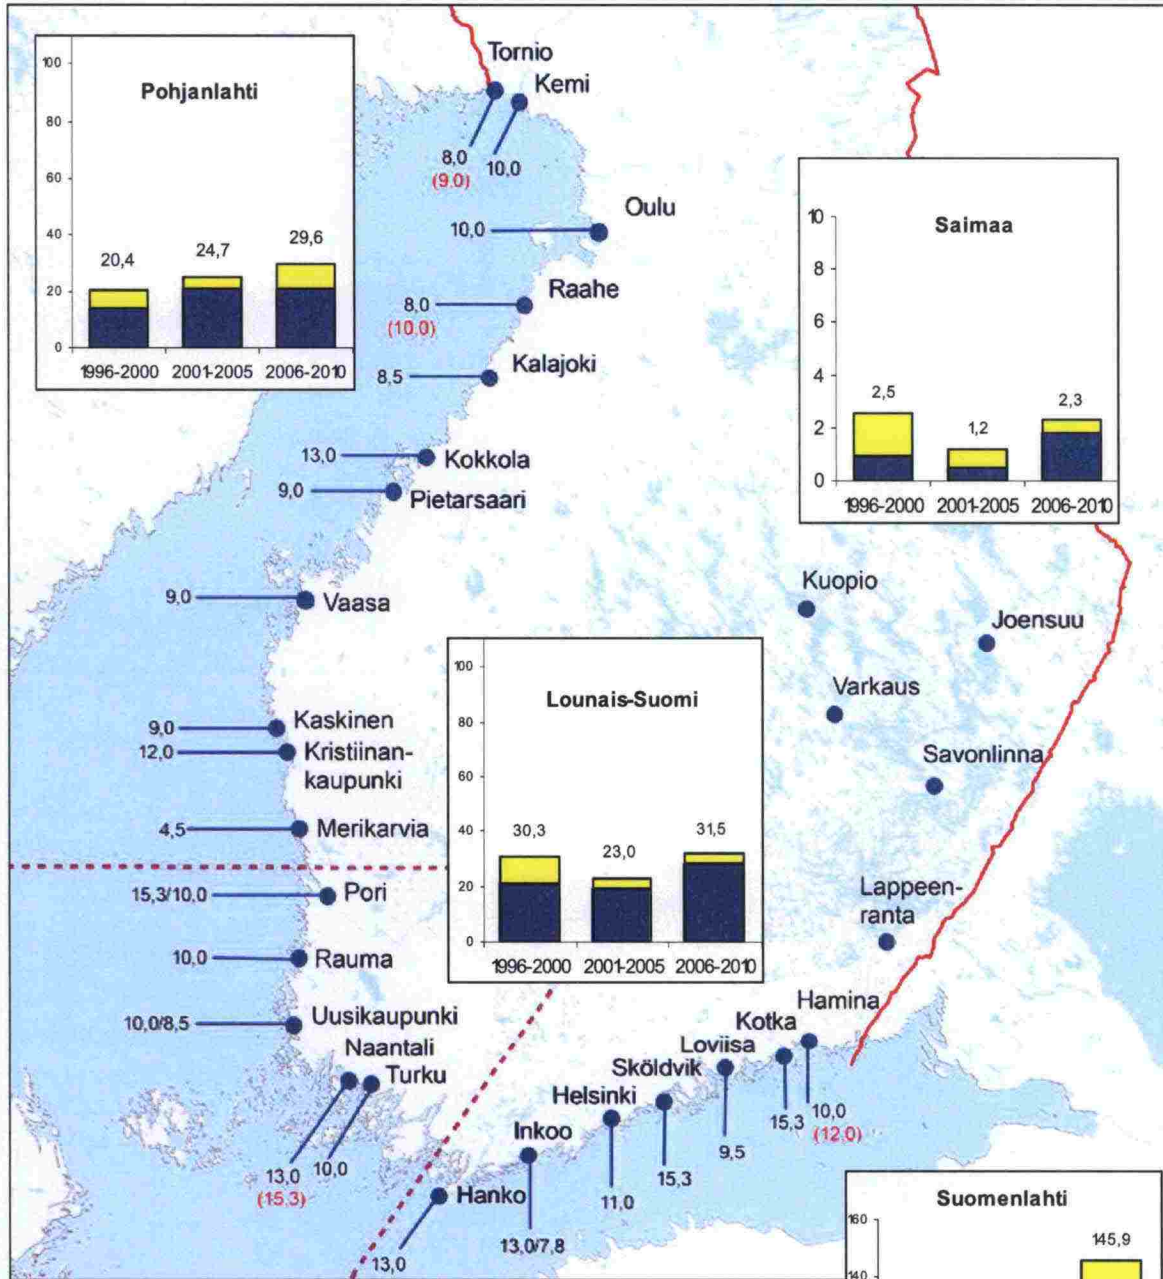 Pohjanlahti
100
80
60
40
20
0
20,4
24,7
29,6
1996-2000
2001-2005
2006-2010
Tornio
Kemi
8,0
(9,0)
10,0
Oulu
10,0
Raahe
8,0
(10,0)
Kalajoki
8,5
Kokkola
13,0
Pietarsaari
9,0
Vaasa
9,0
Kaskinen
9,0
Kristiinan-
kaupunki
12,0
Merikarvia
4,5
Pori
15,3/10,0
Rauma
10,0
Uusikaupunki
10,0/8,5
Naantali
Turku
13,0
(15,3)
10,0
Hanko
13,0
Inkoo
13,0/7,8
Helsinki
11,0
Sköldvik
15,3
Loviisa
9,5
Kotka
15,3
Hamina
10,0
(12,0)
Saimaa
10
8
6
4
2
0
2,5
1,2
2,3
1996-2000
2001-2005
2006-2010
Kuopio
Joensuu
Varkaus
Savonlinna
Lappeen-
ranta
Lounais-Suomi
100
80
60
40
20
0
30,3
23,0
31,5
1996-2000
2001-2005
2006-2010
Suomenlahti
160
145,9
140